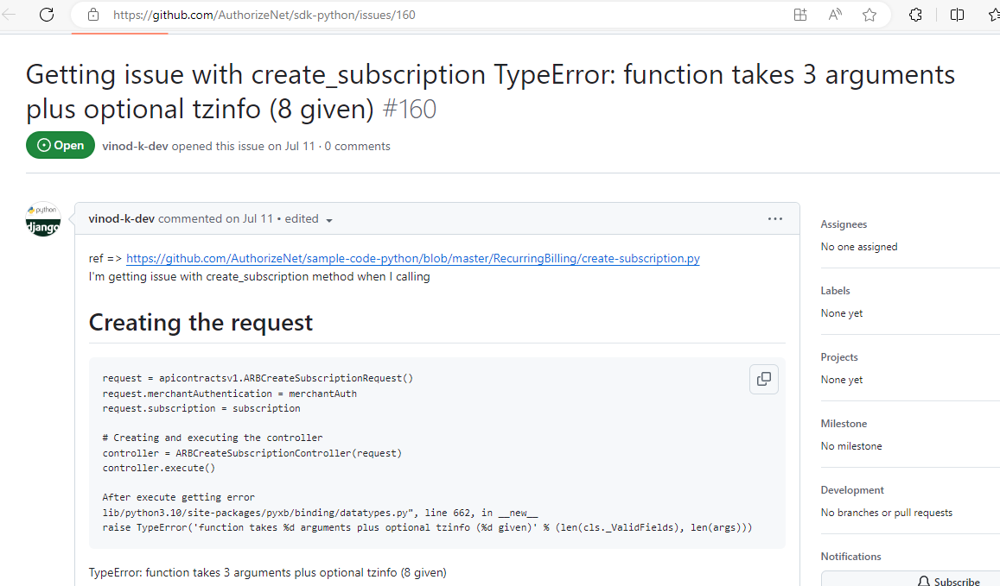 https://github.com/AuthorizeNet/sdk-python/issues/160
Getting issue with create_subscription TypeError: function takes 3 arguments
plus optional tzinfo (8 given) #160
Open
vinod-k-dev opened this issue on Jul 11 · 0 comments
python
django
vinod-k-dev commented on Jul 11 • edited
ref => https://github.com/AuthorizeNet/sample-code-python/blob/master/RecurringBilling/create-subscription.py
I'm getting issue with create_subscription method when I calling
Creating the request
request = apicontractsv1.ARBCreateSubscriptionRequest()
request.merchantAuthentication = merchantAuth
request.subscription = subscription
# Creating and executing the controller
controller = ARBCreateSubscriptionController(request)
controller.execute()
After execute getting error
lib/python3.10/site-packages/pyxb/binding/datatypes.py", line 662, in __new__
raise TypeError('function takes %d arguments plus optional tzinfo (%d given)' % (len(cls._ValidFields), len(args)))
TypeError: function takes 3 arguments plus optional tzinfo (8 given)
Assignees
No one assigned
Labels
None yet
Projects
None yet
Milestone
No milestone
Development
No branches or pull requests
Notifications
Subscribe